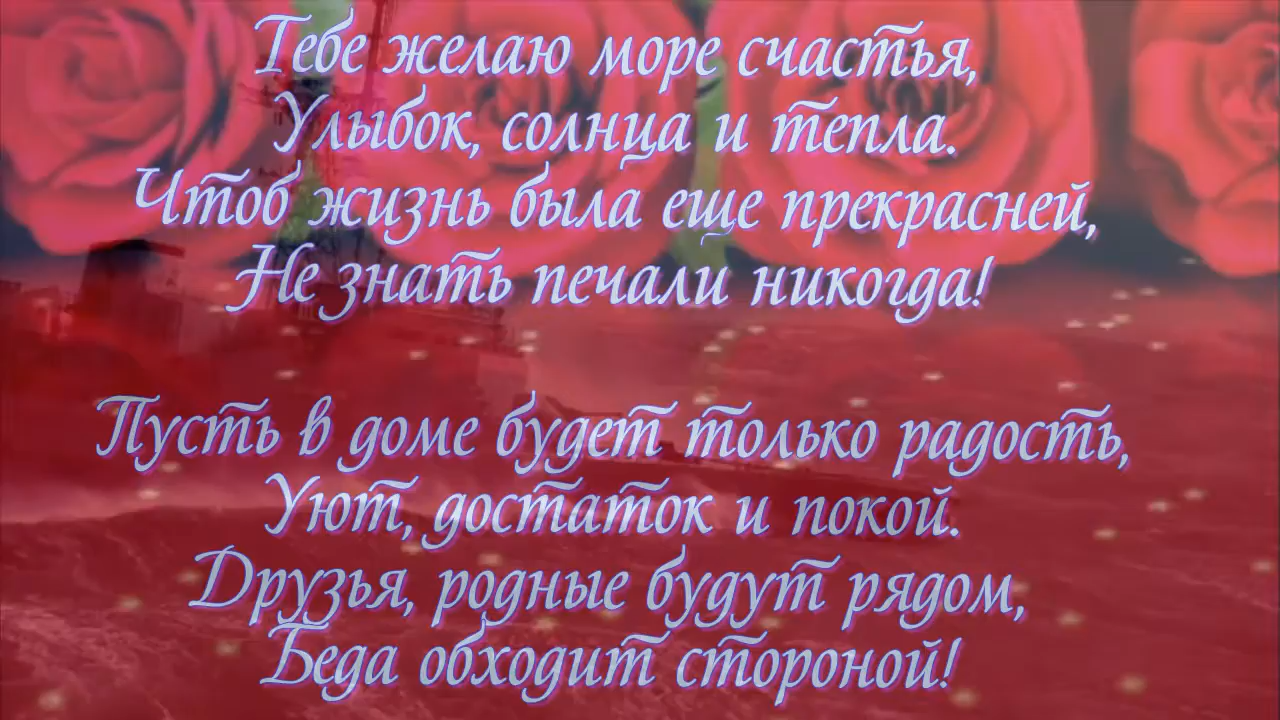 Тебе желаю море счастья,
Улыбок, солнца и тепла.
Чтоб жизнь была еще прекрасней,
Не знать печали никогда!
Пусть в доме будет только радость,
Уют, достаток и покой.
Друзья, родные будут рядом,
Беда обходит стороной!